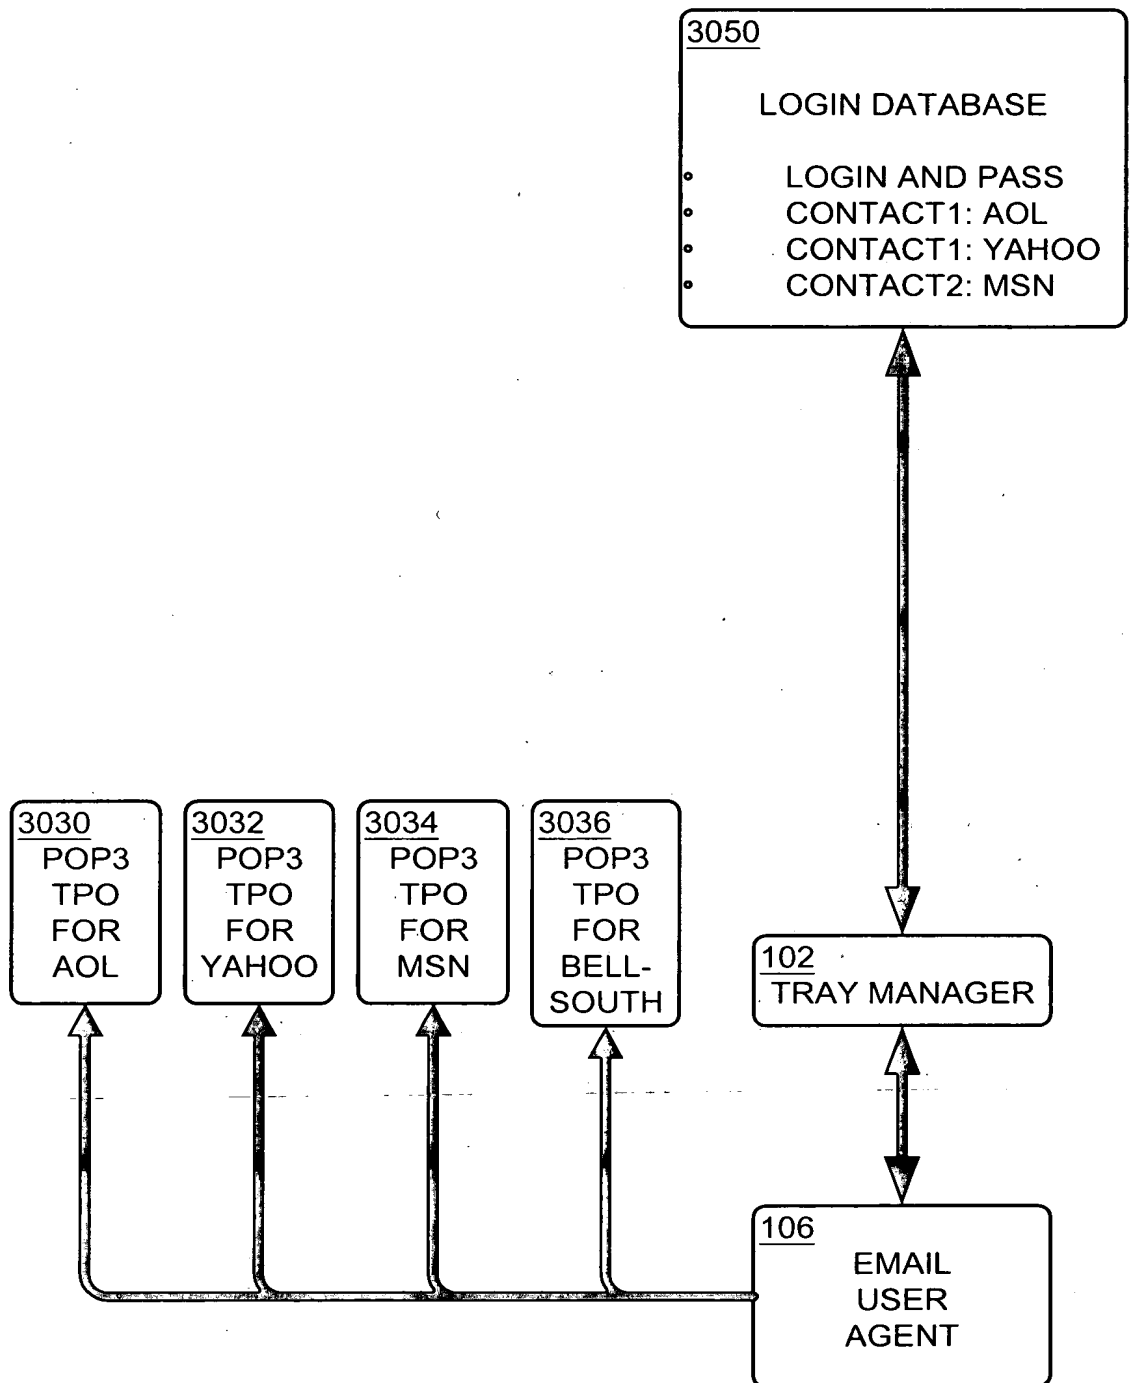 3050
LOGIN DATABASE
LOGIN AND PASS
CONTACT1: AOL
CONTACT1: YAHOO
CONTACT2: MSN
3030
POP3
TPO
FOR
AOL
3032
POP3
TPO
FOR
YAHOO
3034
POP3
TPO
FOR
MSN
3036
POP3
TPO
FOR
BELL-
SOUTH
102
TRAY MANAGER
106
EMAIL
USER
AGENT